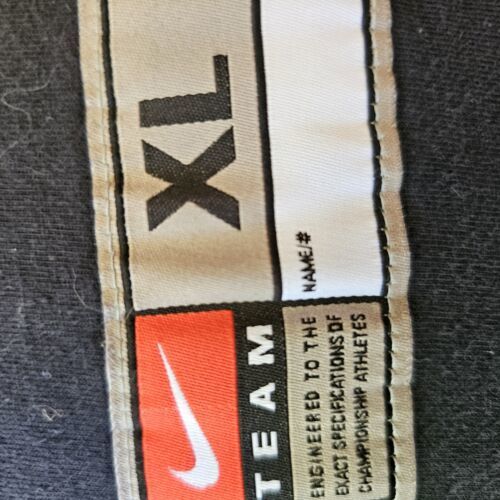 XL
NAME/#
TEAM
ENGINEERED TO THE
EXACT SPECIFICATIONS OF
CHAMPIONSHIP ATHLETES